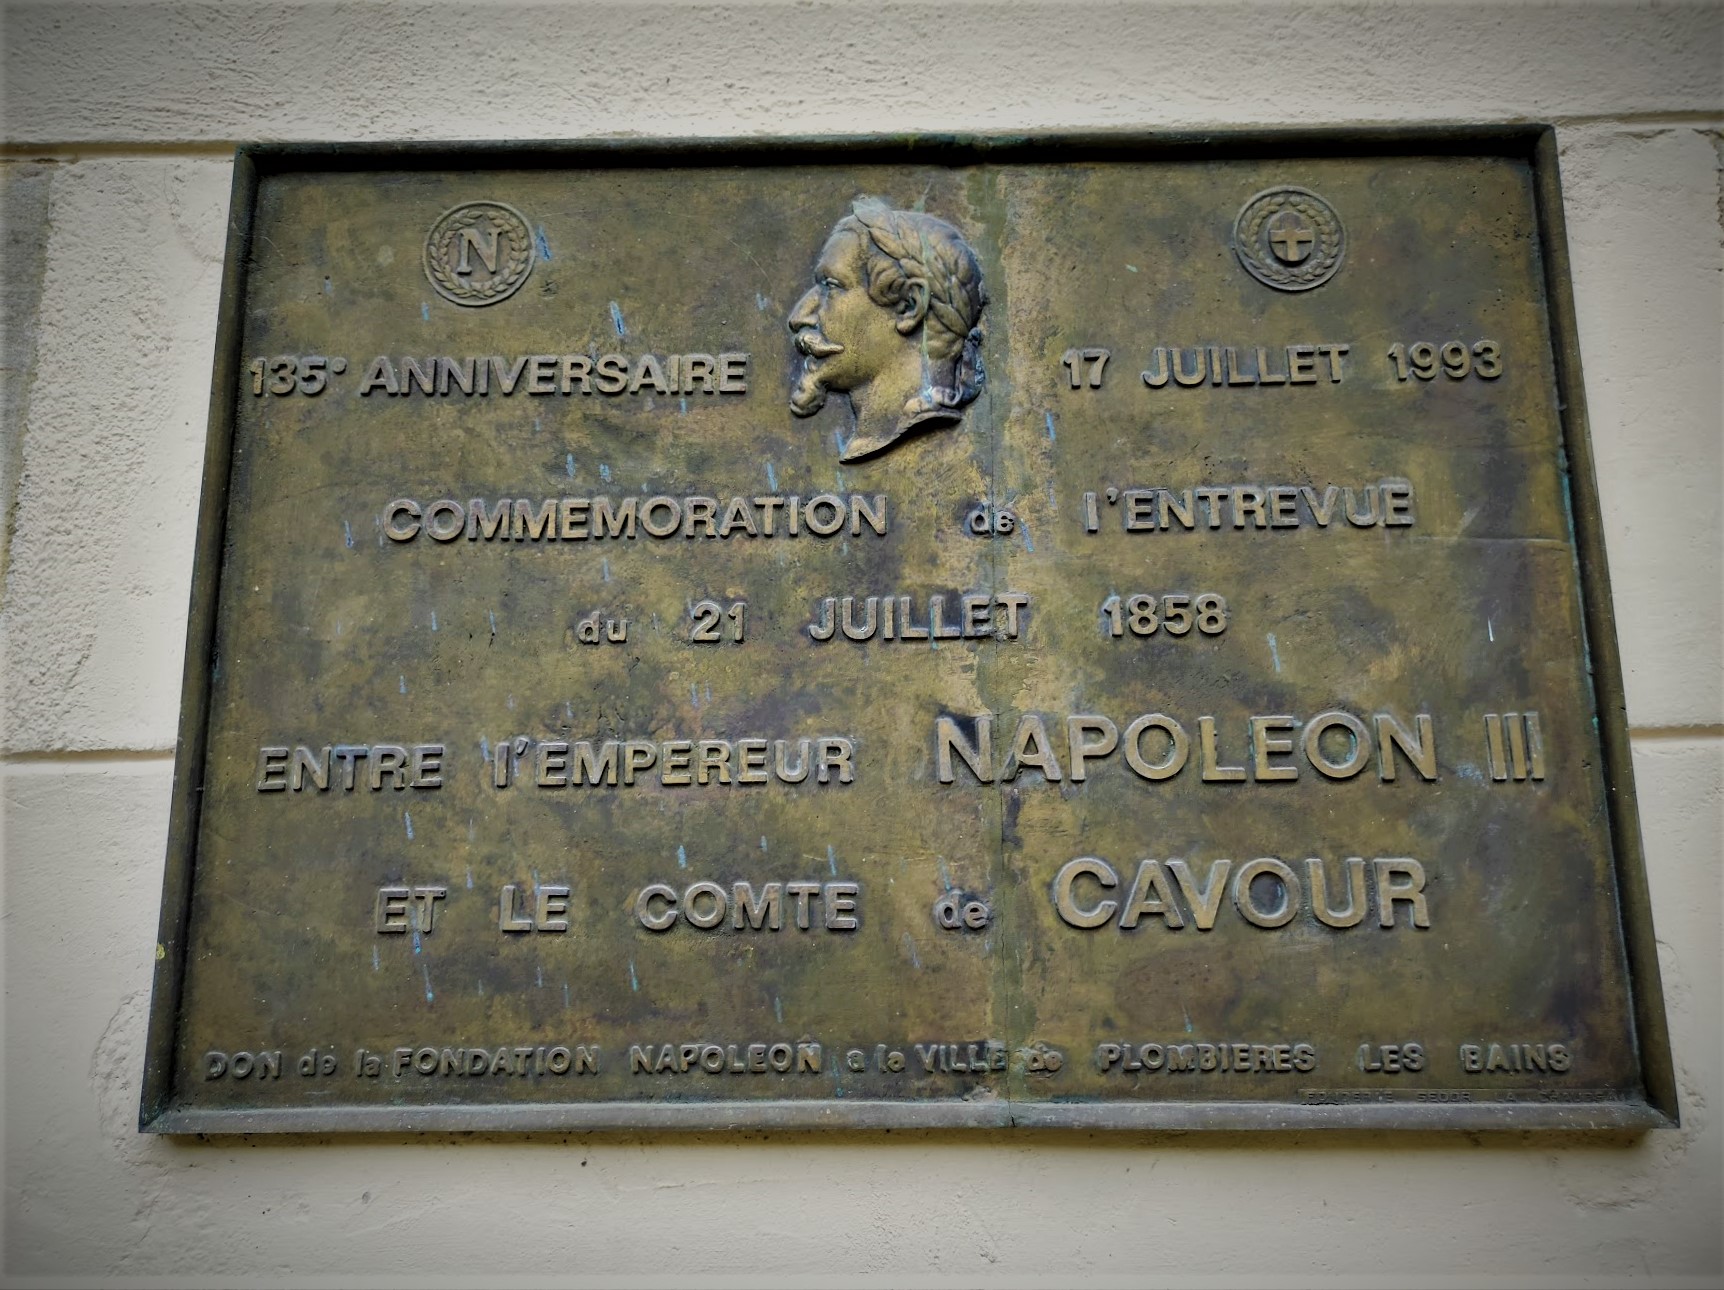 N
135° ANNIVERSAIRE 17 JUILLET 1993
COMMEMORATION de l'ENTREVUE
du 21 JUILLET 1858
ENTRE l'EMPEREUR NAPOLEON III
ET LE COMTE de CAVOUR
DON de la FONDATION NAPOLEON a la VILLE de PLOMBIERES LES BAINS